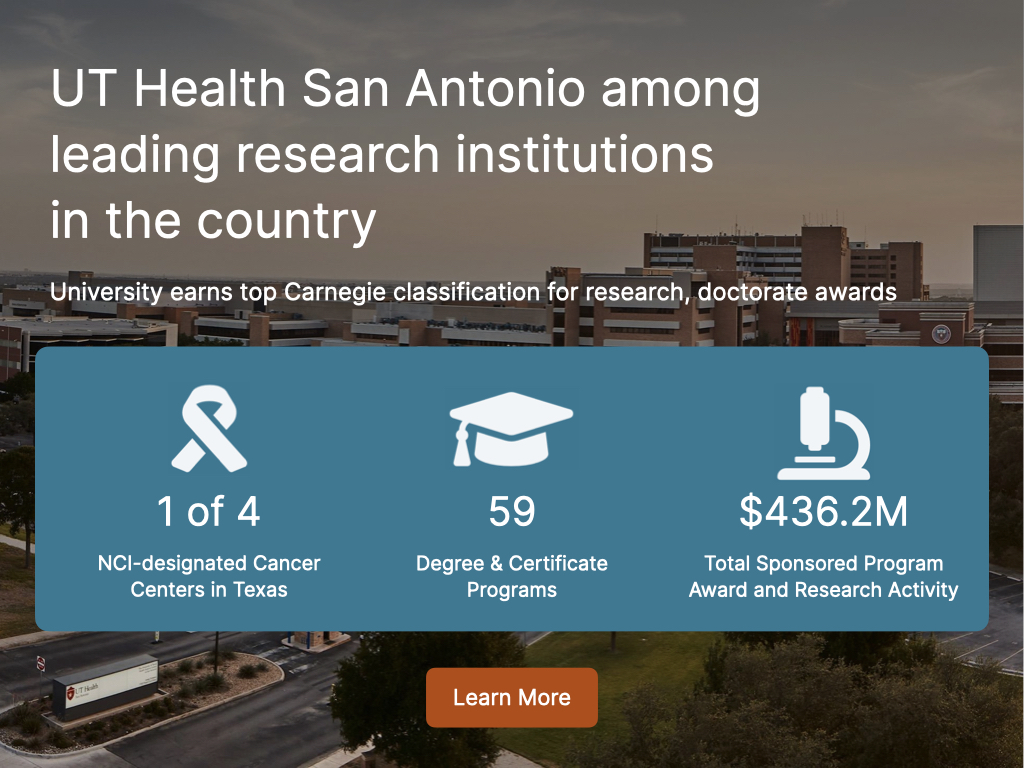 UT Health San Antonio among
leading research institutions
in the country
University earns top Carnegie classification for research, doctorate awards
1 of 4
NCI-designated Cancer
Centers in Texas
59
Degree & Certificate
Programs
$436.2M
Total Sponsored Program
Award and Research Activity
Learn More
UT Health